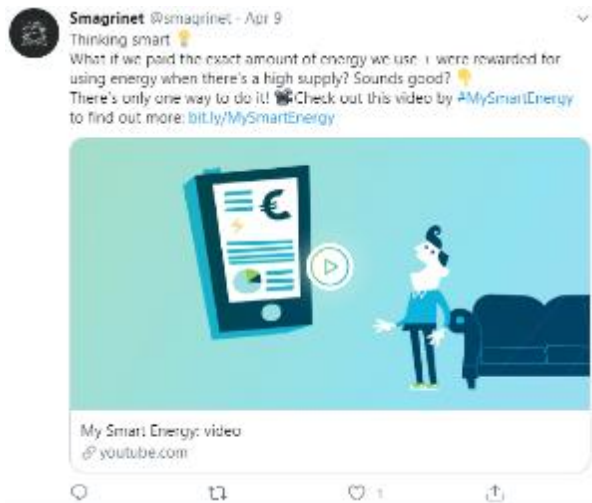 Smagrinet @smagrinet · Apr 9
Thinking smart 💡
What if we paid the exact amount of energy we use + were rewarded for
using energy when there's a high supply? Sounds good? 👇
There's only one way to do it! 📽Check out this video by #MySmartEnergy
to find out more: bit.ly/MySmartEnergy
€
My Smart Energy: video
youtube.com
1